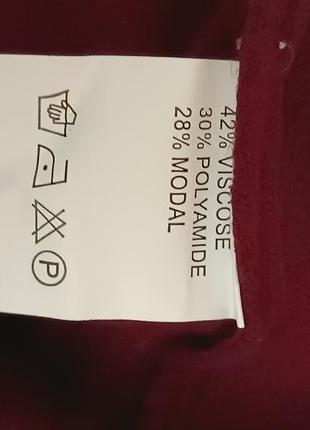 42% VISCOSE
30% POLYAMIDE
28% MODAL
P